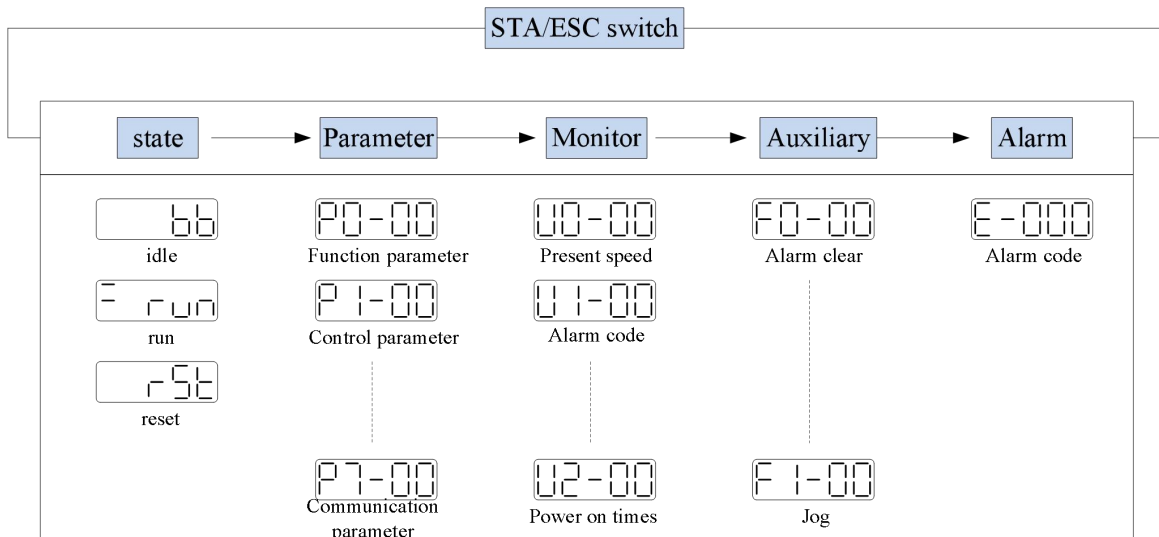 STA/ESC switch
state Parameter Monitor Auxiliary Alarm
bb P0-00 U0-00 F0-00 E-000
idle Function parameter Present speed Alarm clear Alarm code
run P1-00 U1-00
run Control parameter Alarm code
rSt
reset
P7-00 U2-00 F1-00
Communication Power on times Jog
parameter